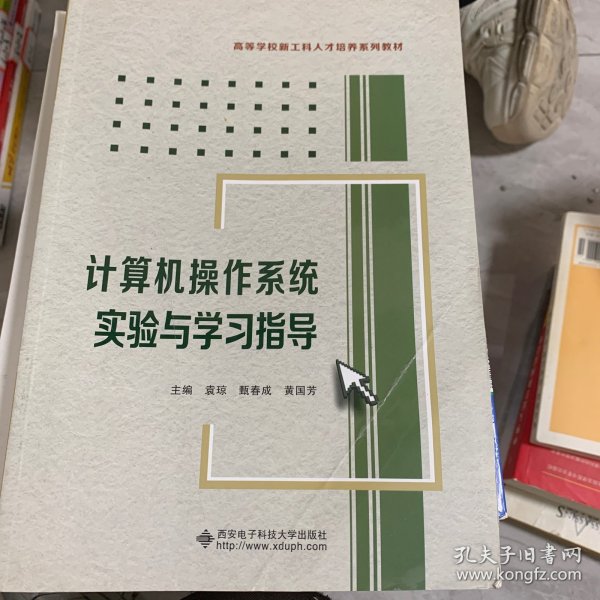 高等学校新工科人才培养系列教材
计算机操作系统
实验与学习指导
主编 袁琼 甄春成 黄国芳
西安电子科技大学出版社
http://www.xduph.com
孔夫子旧书网
www.kongfz.com